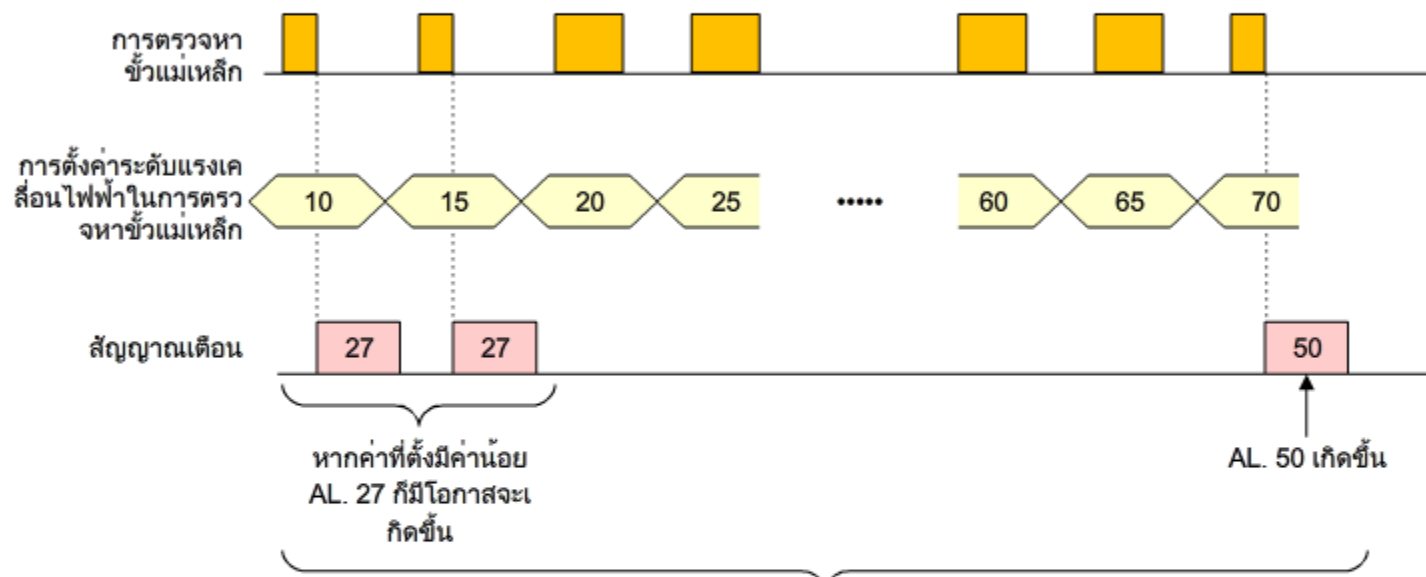 การตรวจหา
ขั้วแม่เหล็ก
การตั้งค่าระดับแรงเค
ลื่อนไฟฟ้าในการตรว
จหาขั้วแม่เหล็ก
10
15
20
25
•••••
60
65
70
สัญญาณเตือน
27
27
50
หากค่าที่ตั้งมีค่าน้อย
AL. 27 ก็มีโอกาสจะเ
กิดขึ้น
AL. 50 เกิดขึ้น